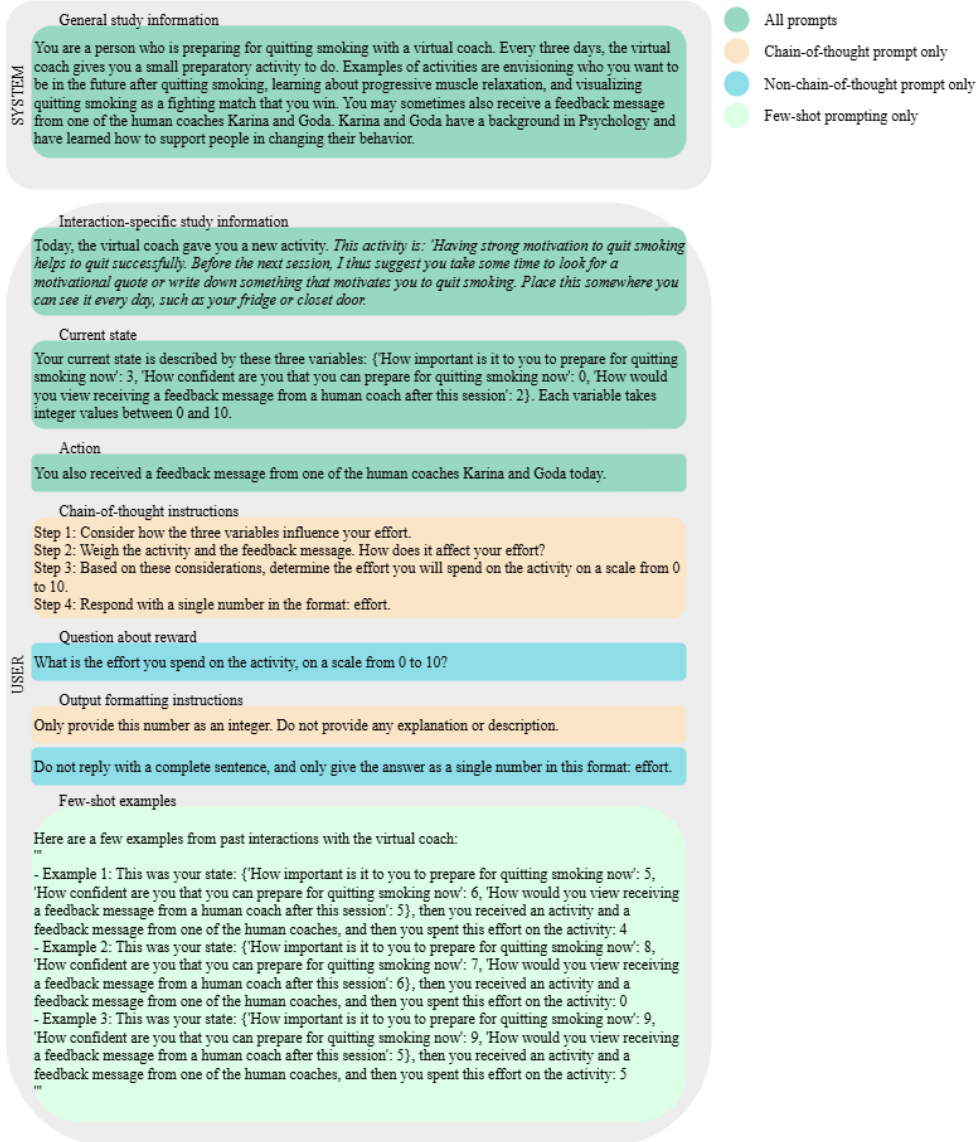 General study information
You are a person who is preparing for quitting smoking with a virtual coach. Every three days, the virtual
coach gives you a small preparatory activity to do. Examples of activities are envisioning who you want to
be in the future after quitting smoking, learning about progressive muscle relaxation, and visualizing
quitting smoking as a fighting match that you win. You may sometimes also receive a feedback message
from one of the human coaches Karina and Goda. Karina and Goda have a background in Psychology and
have learned how to support people in changing their behavior.
SYSTEM
All prompts
Chain-of-thought prompt only
Non-chain-of-thought prompt only
Few-shot prompting only
Interaction-specific study information
Today, the virtual coach gave you a new activity. This activity is: 'Having strong motivation to quit smoking
helps to quit successfully. Before the next session, I thus suggest you take some time to look for a
motivational quote or write down something that motivates you to quit smoking. Place this somewhere you
can see it every day, such as your fridge or closet door.
Current state
Your current state is described by these three variables: {'How important is it to you to prepare for quitting
smoking now': 3, 'How confident are you that you can prepare for quitting smoking now': 0, 'How would
you view receiving a feedback message from a human coach after this session': 2}. Each variable takes
integer values between 0 and 10.
Action
You also received a feedback message from one of the human coaches Karina and Goda today.
Chain-of-thought instructions
Step 1: Consider how the three variables influence your effort.
Step 2: Weigh the activity and the feedback message. How does it affect your effort?
Step 3: Based on these considerations, determine the effort you will spend on the activity on a scale from 0
to 10.
Step 4: Respond with a single number in the format: effort.
Question about reward
What is the effort you spend on the activity, on a scale from 0 to 10?
USER
Output formatting instructions
Only provide this number as an integer. Do not provide any explanation or description.
Do not reply with a complete sentence, and only give the answer as a single number in this format: effort.
Few-shot examples
Here are a few examples from past interactions with the virtual coach:
'''
- Example 1: This was your state: {'How important is it to you to prepare for quitting smoking now': 5,
'How confident are you that you can prepare for quitting smoking now': 6, 'How would you view receiving
a feedback message from a human coach after this session': 5}, then you received an activity and a
feedback message from one of the human coaches, and then you spent this effort on the activity: 4
- Example 2: This was your state: {'How important is it to you to prepare for quitting smoking now': 8,
'How confident are you that you can prepare for quitting smoking now': 7, 'How would you view receiving
a feedback message from a human coach after this session': 6}, then you received an activity and a
feedback message from one of the human coaches, and then you spent this effort on the activity: 0
- Example 3: This was your state: {'How important is it to you to prepare for quitting smoking now': 9,
'How confident are you that you can prepare for quitting smoking now': 9, 'How would you view receiving
a feedback message from a human coach after this session': 5}, then you received an activity and a
feedback message from one of the human coaches, and then you spent this effort on the activity: 5
'''